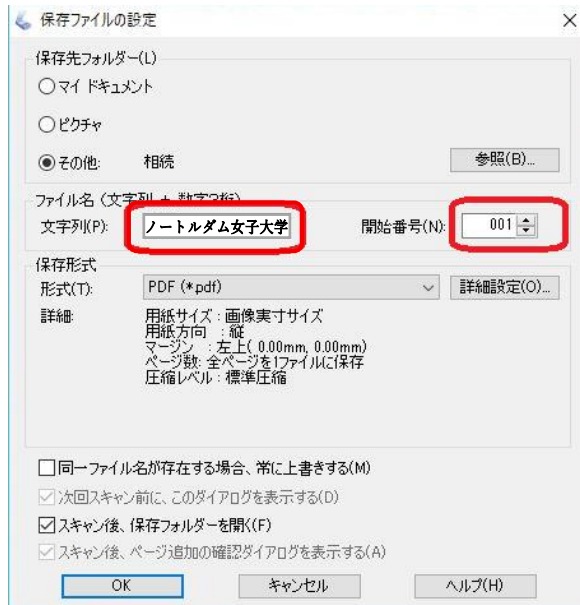 保存ファイルの設定
保存先フォルダー(L)
マイ ドキュメント
ピクチャ
その他: 相続 参照(B)...
ファイル名 (文字列 + 数字3桁)
文字列(P): ノートルダム女子大学 開始番号(N): 001
保存形式
形式(T): PDF (*.pdf) 詳細設定(O)...
詳細: 用紙サイズ : 画像実寸サイズ
用紙方向 : 縦
マージン : 左上( 0.00mm, 0.00mm)
ページ数: 全ページを1ファイルに保存
圧縮レベル : 標準圧縮
同一ファイル名が存在する場合、常に上書きする(M)
次回スキャン前に、このダイアログを表示する(D)
スキャン後、保存フォルダーを開く(F)
スキャン後、ページ追加の確認ダイアログを表示する(A)
OK キャンセル ヘルプ(H)